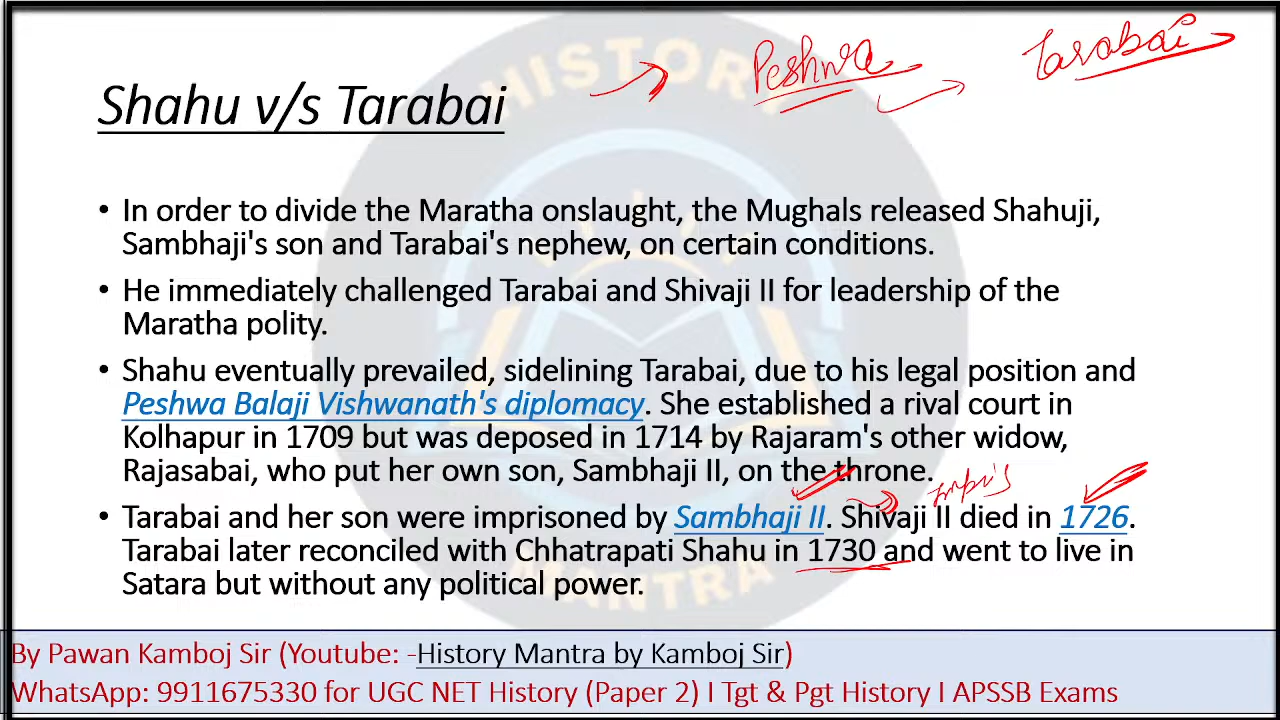 Peshwa
Tarabai
Shahu v/s Tarabai
HISTORY
• In order to divide the Maratha onslaught, the Mughals released Shahuji,
Sambhaji's son and Tarabai's nephew, on certain conditions.
• He immediately challenged Tarabai and Shivaji II for leadership of the
Maratha polity.
• Shahu eventually prevailed, sidelining Tarabai, due to his legal position and
Peshwa Balaji Vishwanath's diplomacy. She established a rival court in
Kolhapur in 1709 but was deposed in 1714 by Rajaram's other widow,
Rajasabai, who put her own son, Sambhaji II, on the throne.
• Tarabai and her son were imprisoned by Sambhaji II. Shivaji II died in 1726.
Tarabai later reconciled with Chhatrapati Shahu in 1730 and went to live in
Satara but without any political power.
MANTRA
By Pawan Kamboj Sir (Youtube: -History Mantra by Kamboj Sir)
WhatsApp: 9911675330 for UGC NET History (Paper 2) I Tgt & Pgt History I APSSB Exams